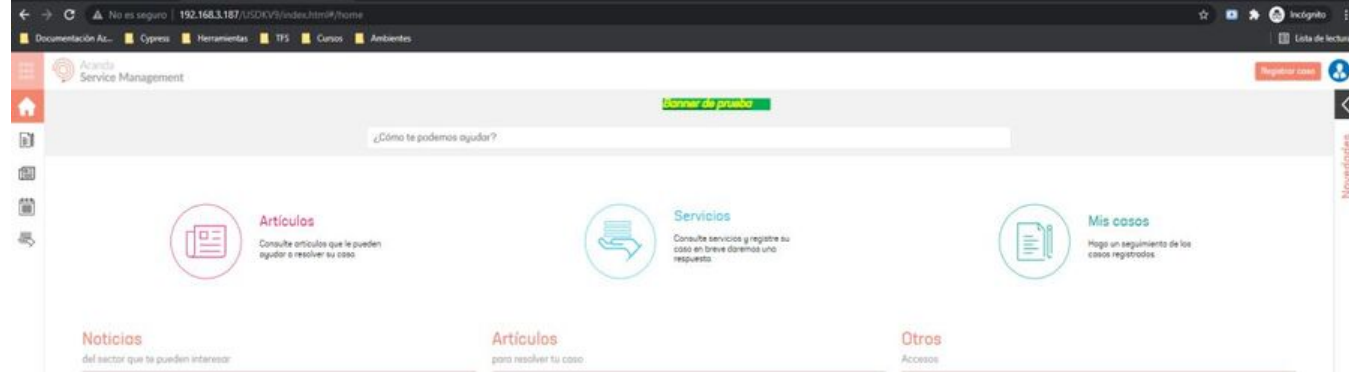 No es seguro | 192.168.3.187/USDKV9/index.html#/home
Incógnito
Documentación Az...
Cypress
Herramientas
TFS
Cursos
Ambientes
Lista de lectura
Aranda
Service Management
Registrar caso
Banner de prueba
¿Cómo te podemos ayudar?
Novedades
Artículos
Consulte artículos que le pueden
ayudar a resolver su caso.
Servicios
Consulte servicios y registre su
caso en breve daremos una
respuesta
Mis casos
Haga un seguimiento de los
casos registrados.
Noticias
del sector que te pueden interesar
Artículos
para resolver tu caso
Otros
Accesos